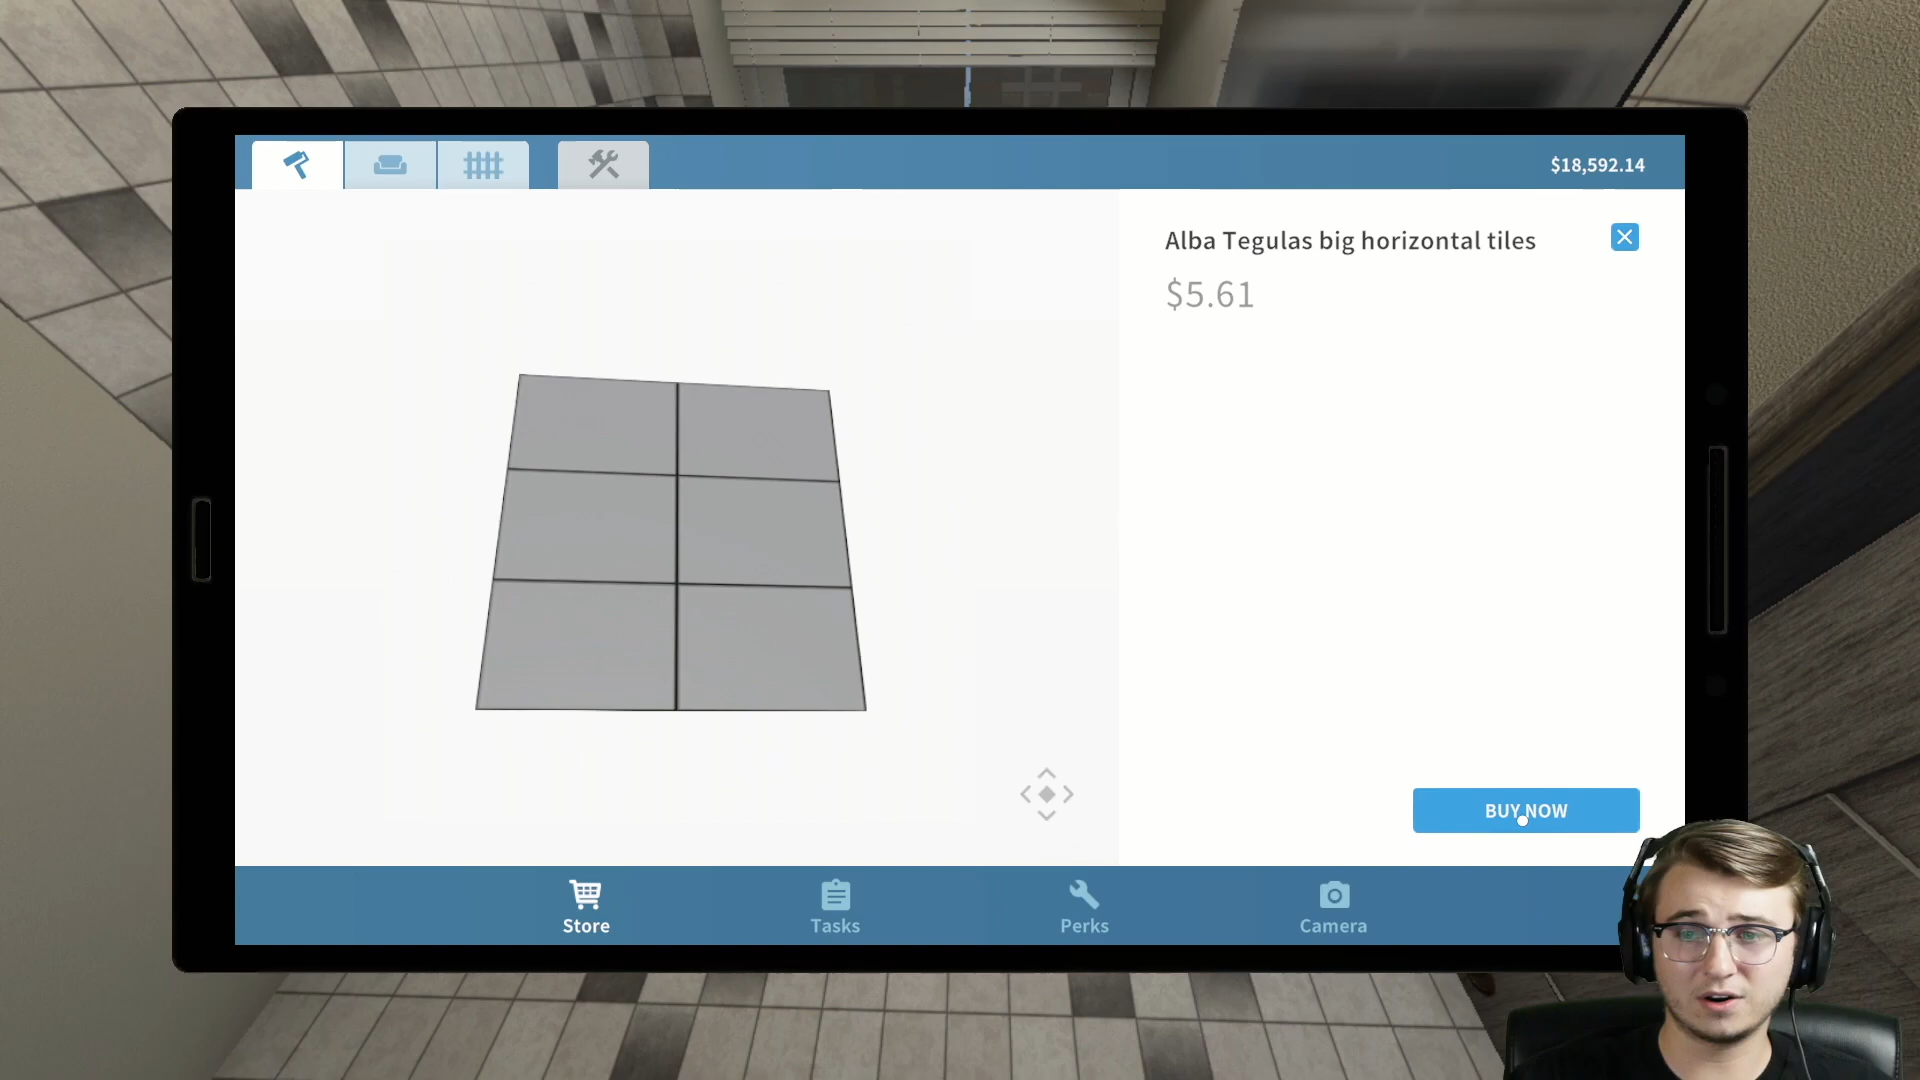 $18,592.14
Alba Tegulas big horizontal tiles
$5.61
BUY NOW
Store
Tasks
Perks
Camera